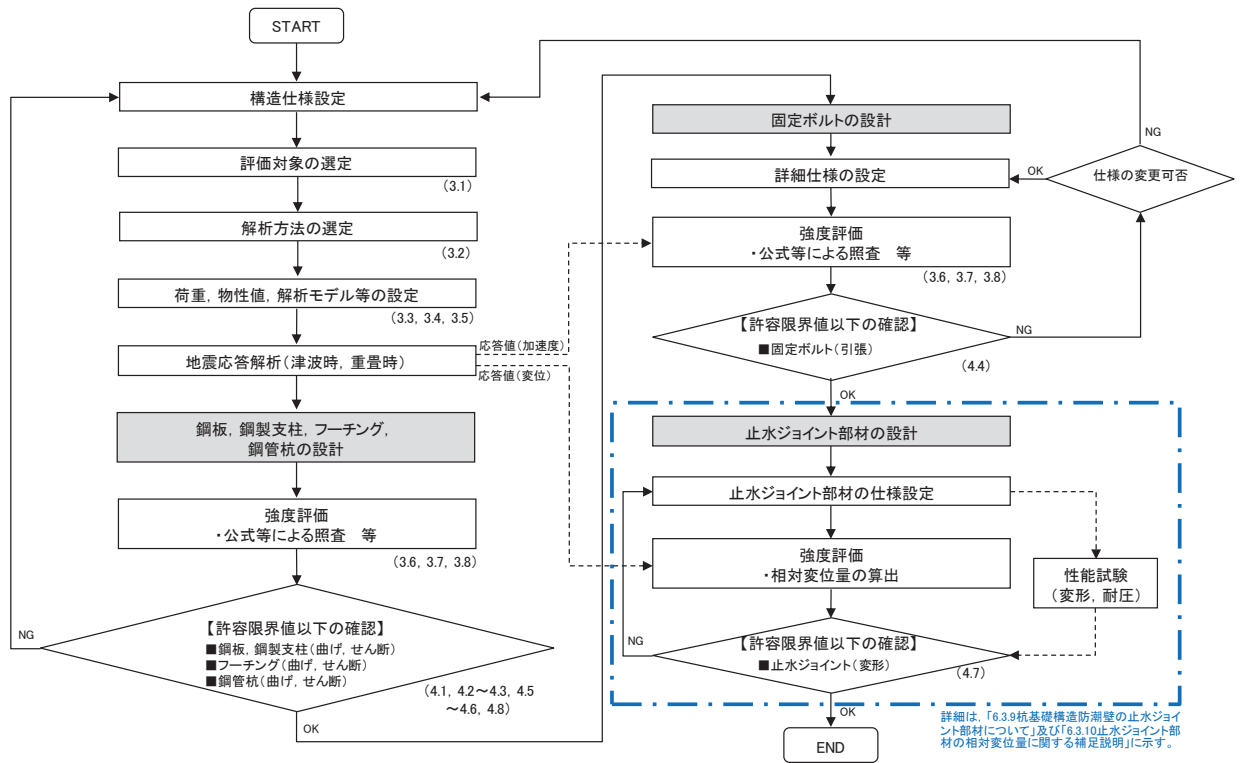 START
構造仕様設定
評価対象の選定
(3.1)
解析方法の選定
(3.2)
荷重，物性値，解析モデル等の設定
(3.3, 3.4, 3.5)
地震応答解析(津波時，重畳時)
応答値(加速度)
応答値(変位)
鋼板，鋼製支柱，フーチング，
鋼管杭の設計
強度評価
・公式等による照査　等
(3.6, 3.7, 3.8)
【許容限界値以下の確認】
■鋼板，鋼製支柱(曲げ，せん断)
■フーチング(曲げ，せん断)
■鋼管杭(曲げ，せん断)
NG
(4.1, 4.2～4.3, 4.5
～4.6, 4.8)
OK
固定ボルトの設計
詳細仕様の設定
OK
仕様の変更可否
NG
強度評価
・公式等による照査　等
(3.6, 3.7, 3.8)
【許容限界値以下の確認】
■固定ボルト(引張)
NG
(4.4)
OK
止水ジョイント部材の設計
止水ジョイント部材の仕様設定
強度評価
・相対変位量の算出
性能試験
(変形，耐圧)
【許容限界値以下の確認】
■止水ジョイント(変形)
NG
(4.7)
OK
END
詳細は，「6.3.9杭基礎構造防潮壁の止水ジョイ
ント部材について」及び「6.3.10止水ジョイント部
材の相対変位量に関する補足説明」に示す。